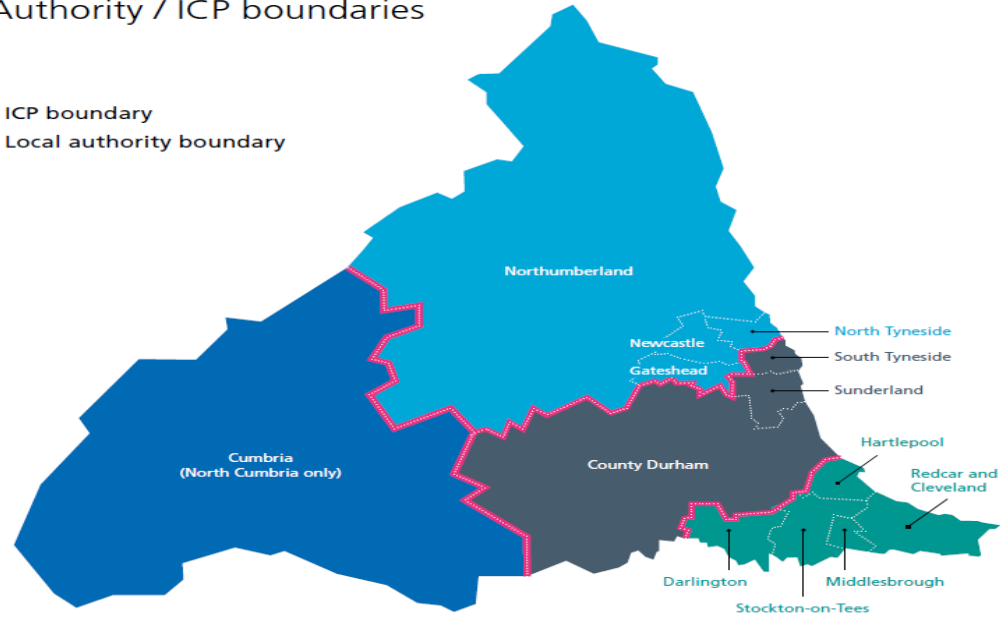 Authority / ICP boundaries
ICP boundary
Local authority boundary
Northumberland
North Tyneside
Newcastle
South Tyneside
Gateshead
Sunderland
Hartlepool
Cumbria
(North Cumbria only)
County Durham
Redcar and
Cleveland
Darlington
Middlesbrough
Stockton-on-Tees